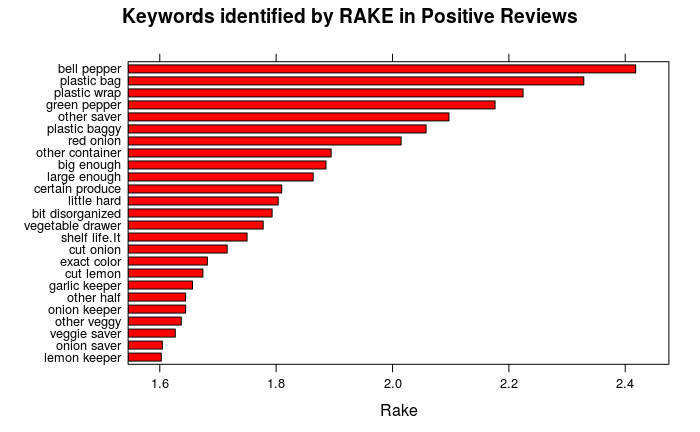 Keywords identified by RAKE in Positive Reviews
bell pepper
plastic bag
plastic wrap
green pepper
other saver
plastic baggy
red onion
other container
big enough
large enough
certain produce
little hard
bit disorganized
vegetable drawer
shelf life.It
cut onion
exact color
cut lemon
garlic keeper
other half
onion keeper
other veggy
veggie saver
onion saver
lemon keeper
1.6 1.8 2.0 2.2 2.4
Rake